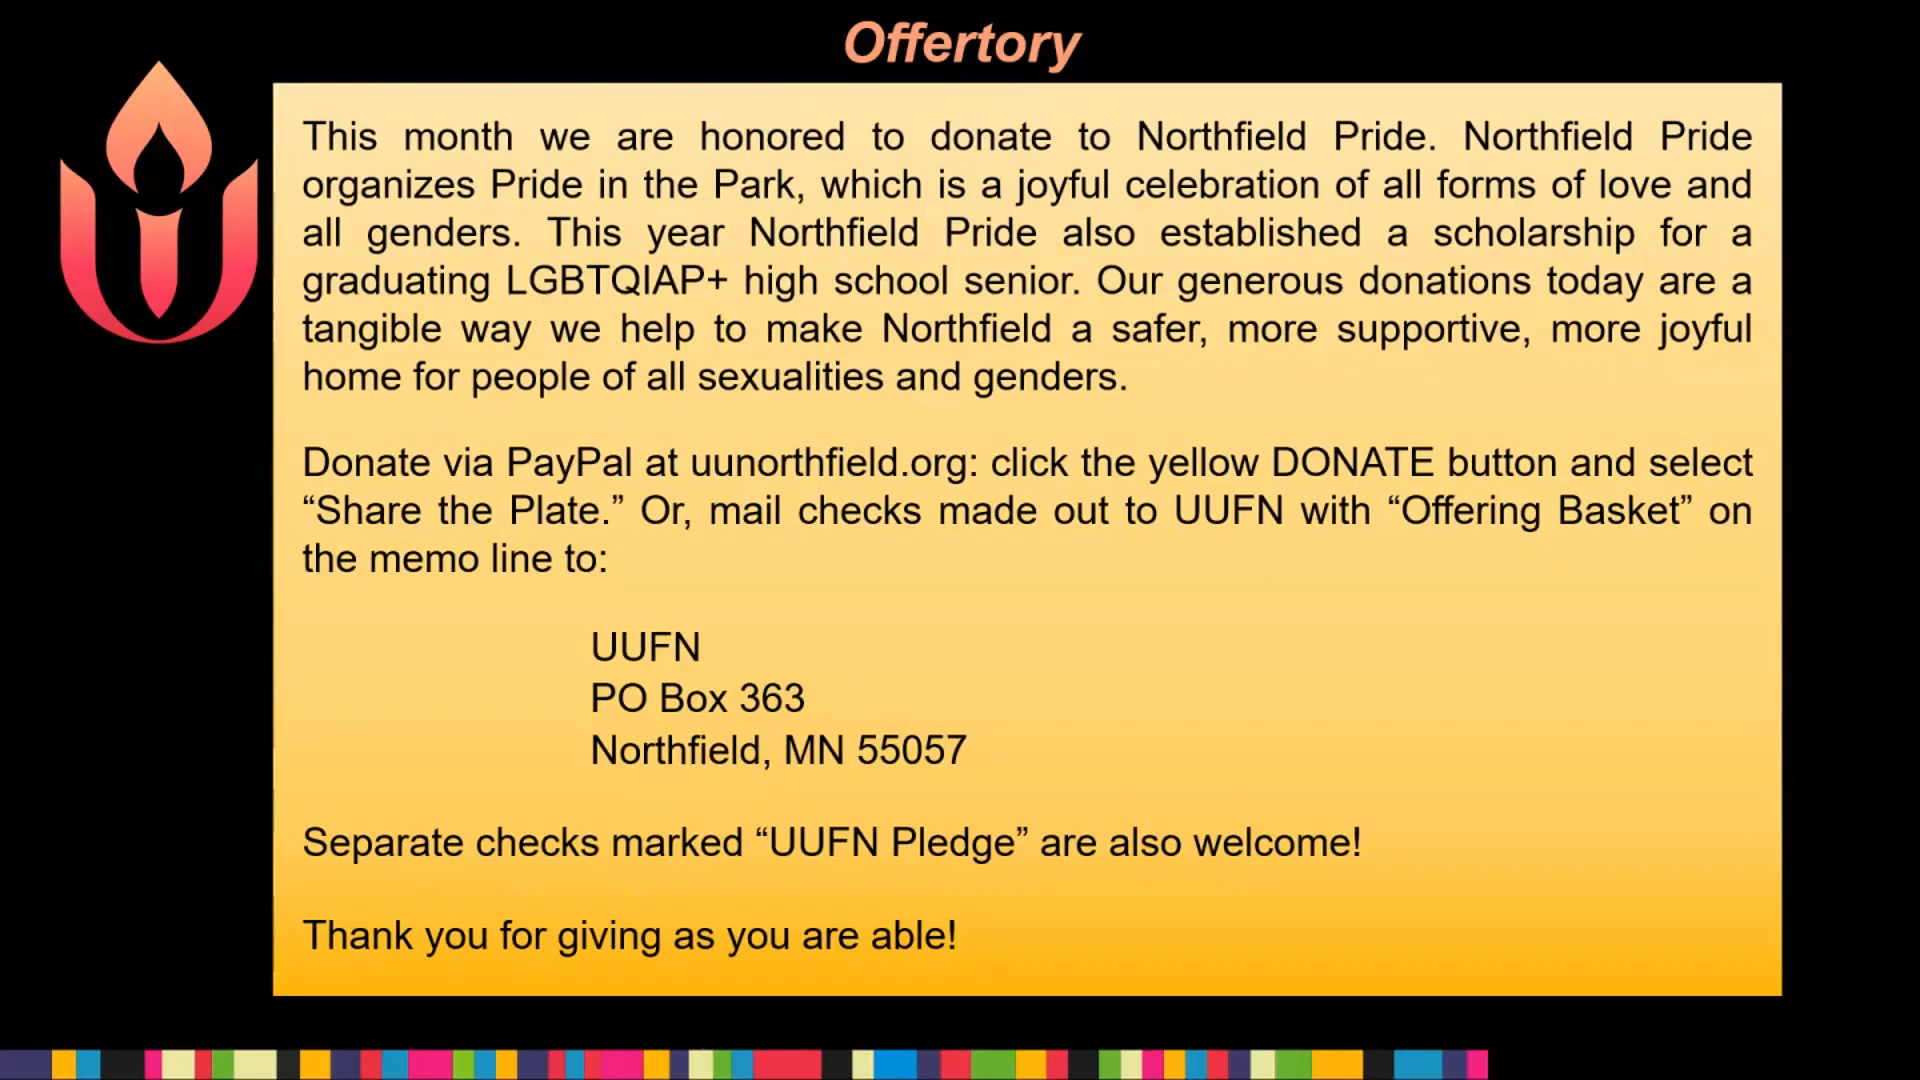 Offertory
This month we are honored to donate to Northfield Pride. Northfield Pride
organizes Pride in the Park, which is a joyful celebration of all forms of love and
all genders. This year Northfield Pride also established a scholarship for a
graduating LGBTQIAP+ high school senior. Our generous donations today are a
tangible way we help to make Northfield a safer, more supportive, more joyful
home for people of all sexualities and genders.
Donate via PayPal at uunorthfield.org: click the yellow DONATE button and select
“Share the Plate.” Or, mail checks made out to UUFN with “Offering Basket” on
the memo line to:
UUFN
PO Box 363
Northfield, MN 55057
Separate checks marked “UUFN Pledge” are also welcome!
Thank you for giving as you are able!